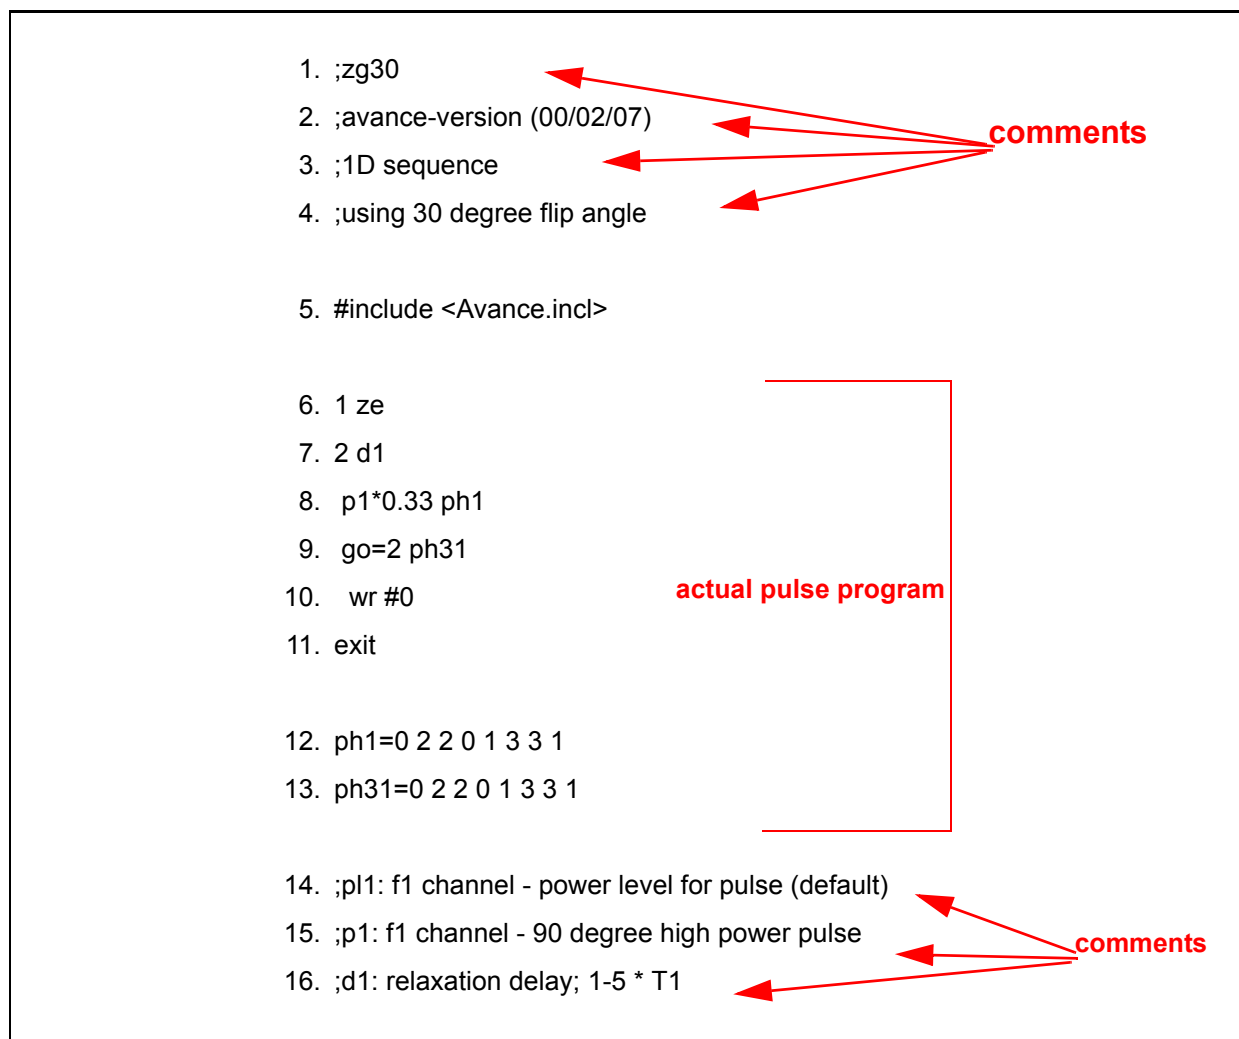 1. ;zg30
2. ;avance-version (00/02/07)
comments
3. ;1D sequence
4. ;using 30 degree flip angle
5. #include <Avance.incl>
6. 1 ze
7. 2 d1
8. p1*0.33 ph1
9. go=2 ph31
10. wr #0
actual pulse program
11. exit
12. ph1=0 2 2 0 1 3 3 1
13. ph31=0 2 2 0 1 3 3 1
14. ;pl1: f1 channel - power level for pulse (default)
15. ;p1: f1 channel - 90 degree high power pulse
comments
16. ;d1: relaxation delay; 1-5 * T1